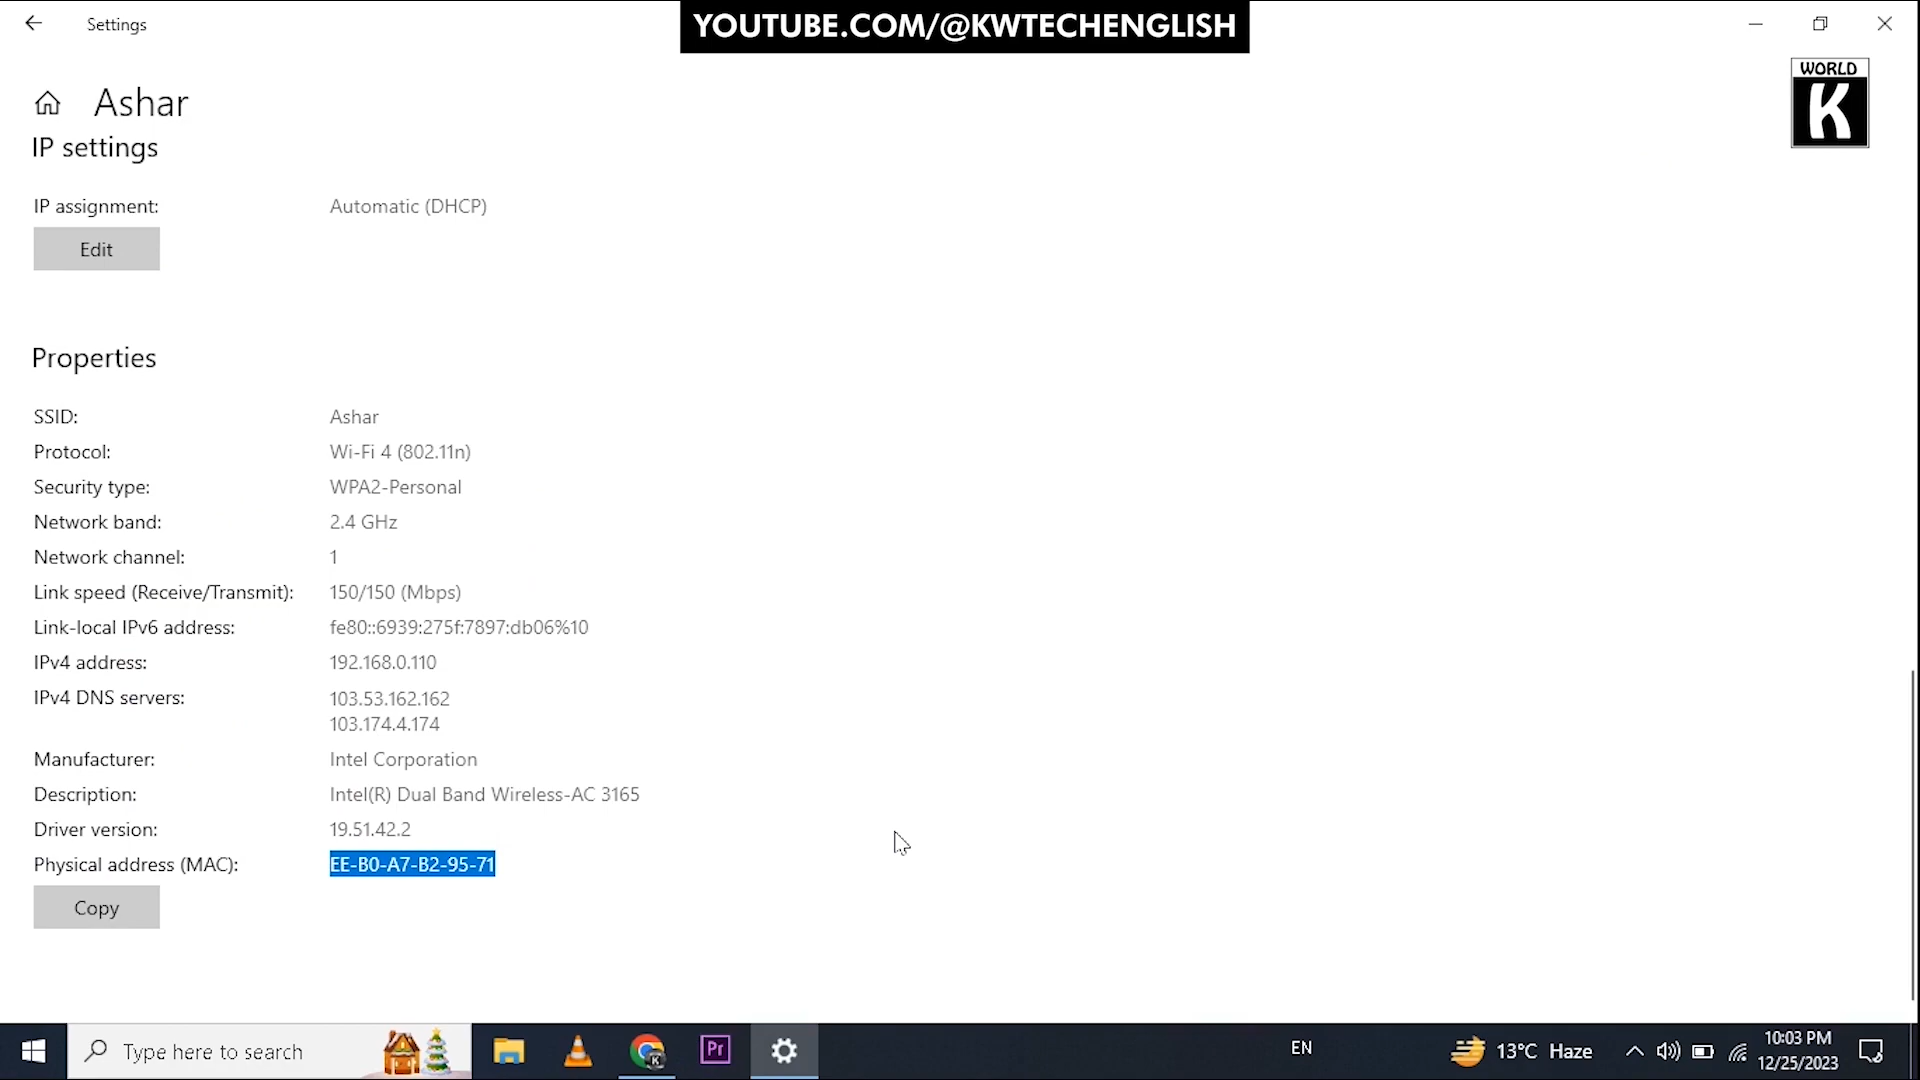 Settings
YOUTUBE.COM/@KWTECHENGLISH
WORLD
K
Ashar
IP settings
IP assignment: Automatic (DHCP)
Edit
Properties
SSID: Ashar
Protocol: Wi-Fi 4 (802.11n)
Security type: WPA2-Personal
Network band: 2.4 GHz
Network channel: 1
Link speed (Receive/Transmit): 150/150 (Mbps)
Link-local IPv6 address: fe80::6939:275f:7897:db06%10
IPv4 address: 192.168.0.110
IPv4 DNS servers: 103.53.162.162
103.174.4.174
Manufacturer: Intel Corporation
Description: Intel(R) Dual Band Wireless-AC 3165
Driver version: 19.51.42.2
Physical address (MAC): EE-B0-A7-B2-95-71
Copy
Type here to search
K
Pr
EN
13°C Haze
10:03 PM
12/25/2023